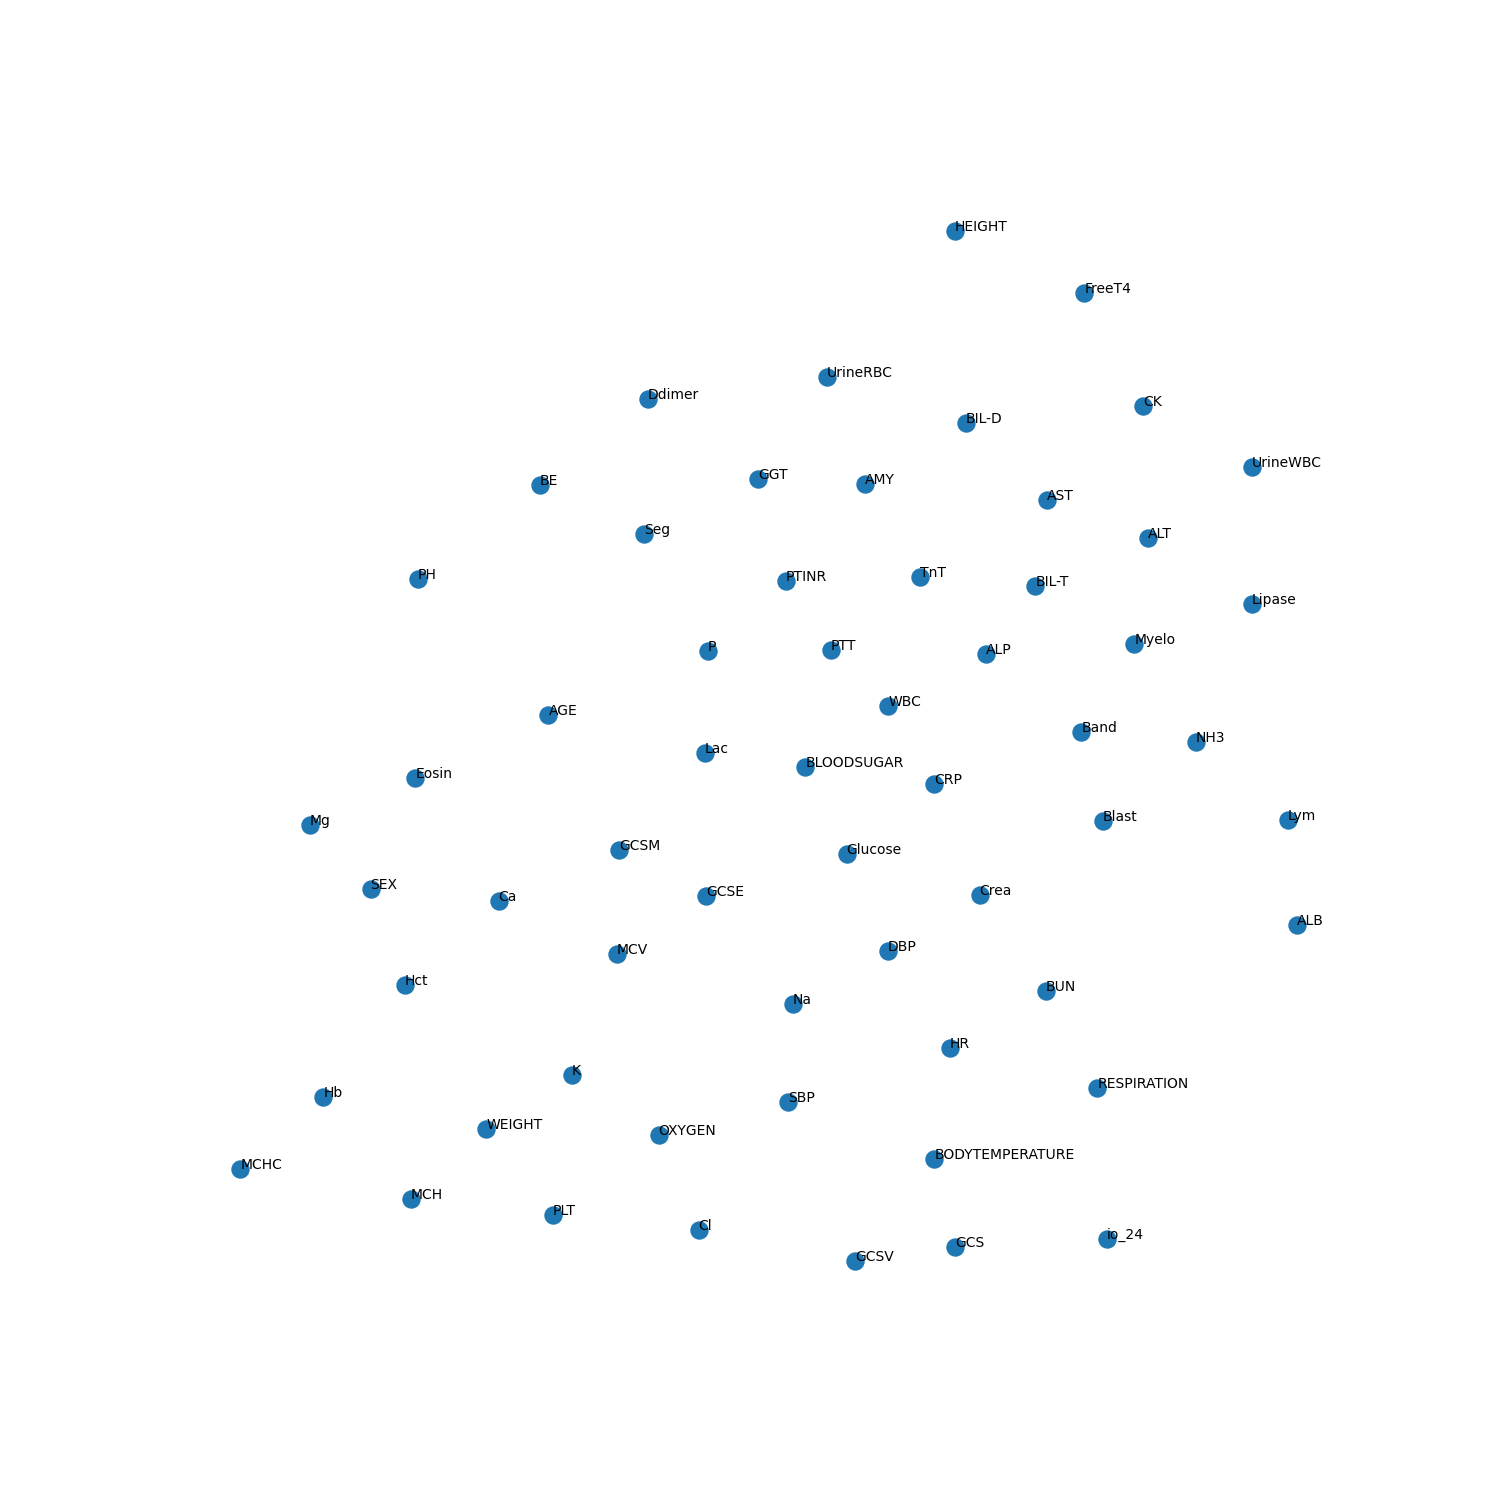 HEIGHT
FreeT4
UrineRBC
Ddimer
CK
BIL-D
UrineWBC
GGT
AMY
BE
AST
Seg
ALT
TnT
PH
PTINR
BIL-T
Lipase
Myelo
PTT
P
ALP
WBC
AGE
Band
NH3
Lac
BLOODSUGAR
Eosin
CRP
Lym
Blast
Mg
GCSM
Glucose
SEX
Crea
GCSE
Ca
ALB
DBP
MCV
Hct
BUN
Na
HR
K
RESPIRATION
Hb
SBP
WEIGHT
OXYGEN
BODYTEMPERATURE
MCHC
MCH
PLT
Cl
io_24
GCS
GCSV